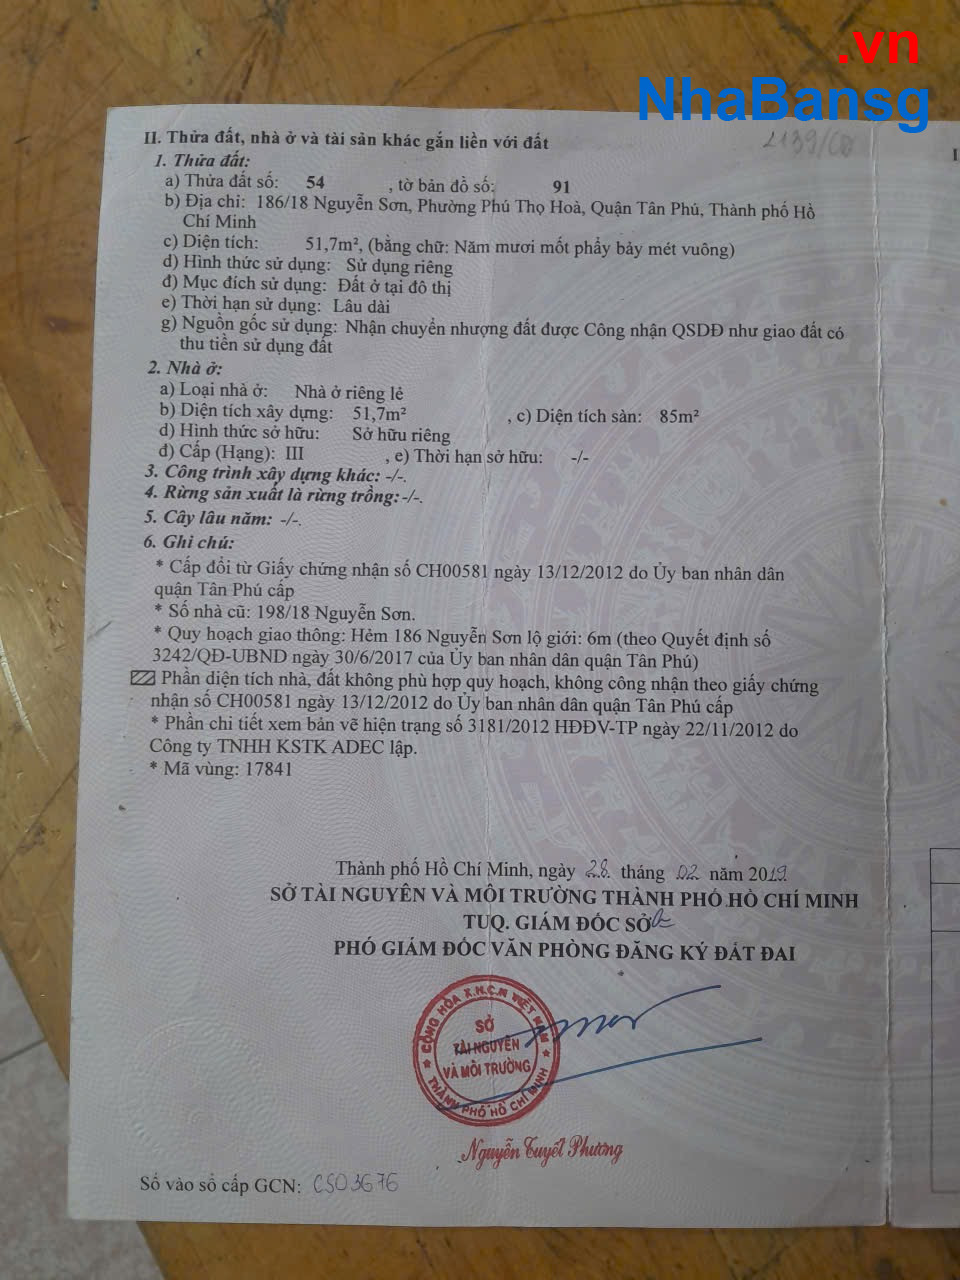 .vn
NhaBansg
2139/CĐ
II. Thửa đất, nhà ở và tài sản khác gắn liền với đất
1. Thửa đất:
a) Thửa đất số: 54 , tờ bản đồ số: 91
b) Địa chỉ: 186/18 Nguyễn Sơn, Phường Phú Thọ Hoà, Quận Tân Phú, Thành phố Hồ
Chí Minh
c) Diện tích: 51,7m², (bằng chữ: Năm mươi mốt phẩy bảy mét vuông)
d) Hình thức sử dụng: Sử dụng riêng
đ) Mục đích sử dụng: Đất ở tại đô thị
e) Thời hạn sử dụng: Lâu dài
g) Nguồn gốc sử dụng: Nhận chuyển nhượng đất được Công nhận QSDĐ như giao đất có
thu tiền sử dụng đất
2. Nhà ở:
a) Loại nhà ở: Nhà ở riêng lẻ
b) Diện tích xây dựng: 51,7m² , c) Diện tích sàn: 85m²
d) Hình thức sở hữu: Sở hữu riêng
đ) Cấp (Hạng): III , e) Thời hạn sở hữu: -/-
3. Công trình xây dựng khác: -/-.
4. Rừng sản xuất là rừng trồng: -/-.
5. Cây lâu năm: -/-.
6. Ghi chú:
* Cấp đổi từ Giấy chứng nhận số CH00581 ngày 13/12/2012 do Ủy ban nhân dân
quận Tân Phú cấp
* Số nhà cũ: 198/18 Nguyễn Sơn.
* Quy hoạch giao thông: Hẻm 186 Nguyễn Sơn lộ giới: 6m (theo Quyết định số
3242/QĐ-UBND ngày 30/6/2017 của Ủy ban nhân dân quận Tân Phú)
Phần diện tích nhà, đất không phù hợp quy hoạch, không công nhận theo giấy chứng
nhận số CH00581 ngày 13/12/2012 do Ủy ban nhân dân quận Tân Phú cấp
* Phần chi tiết xem bản vẽ hiện trạng số 3181/2012 HĐĐV-TP ngày 22/11/2012 do
Công ty TNHH KSTK ADEC lập.
* Mã vùng: 17841
Thành phố Hồ Chí Minh, ngày 28 tháng 02 năm 2019
SỞ TÀI NGUYÊN VÀ MÔI TRƯỜNG THÀNH PHỐ HỒ CHÍ MINH
TUQ. GIÁM ĐỐC SỞ
PHÓ GIÁM ĐỐC VĂN PHÒNG ĐĂNG KÝ ĐẤT ĐAI
CỘNG HÒA X.H.C.N VIỆT NAM
SỞ
TÀI NGUYÊN
VÀ MÔI TRƯỜNG
THÀNH PHỐ HỒ CHÍ MINH
Nguyễn Tuyết Phương
Số vào sổ cấp GCN: CS03676